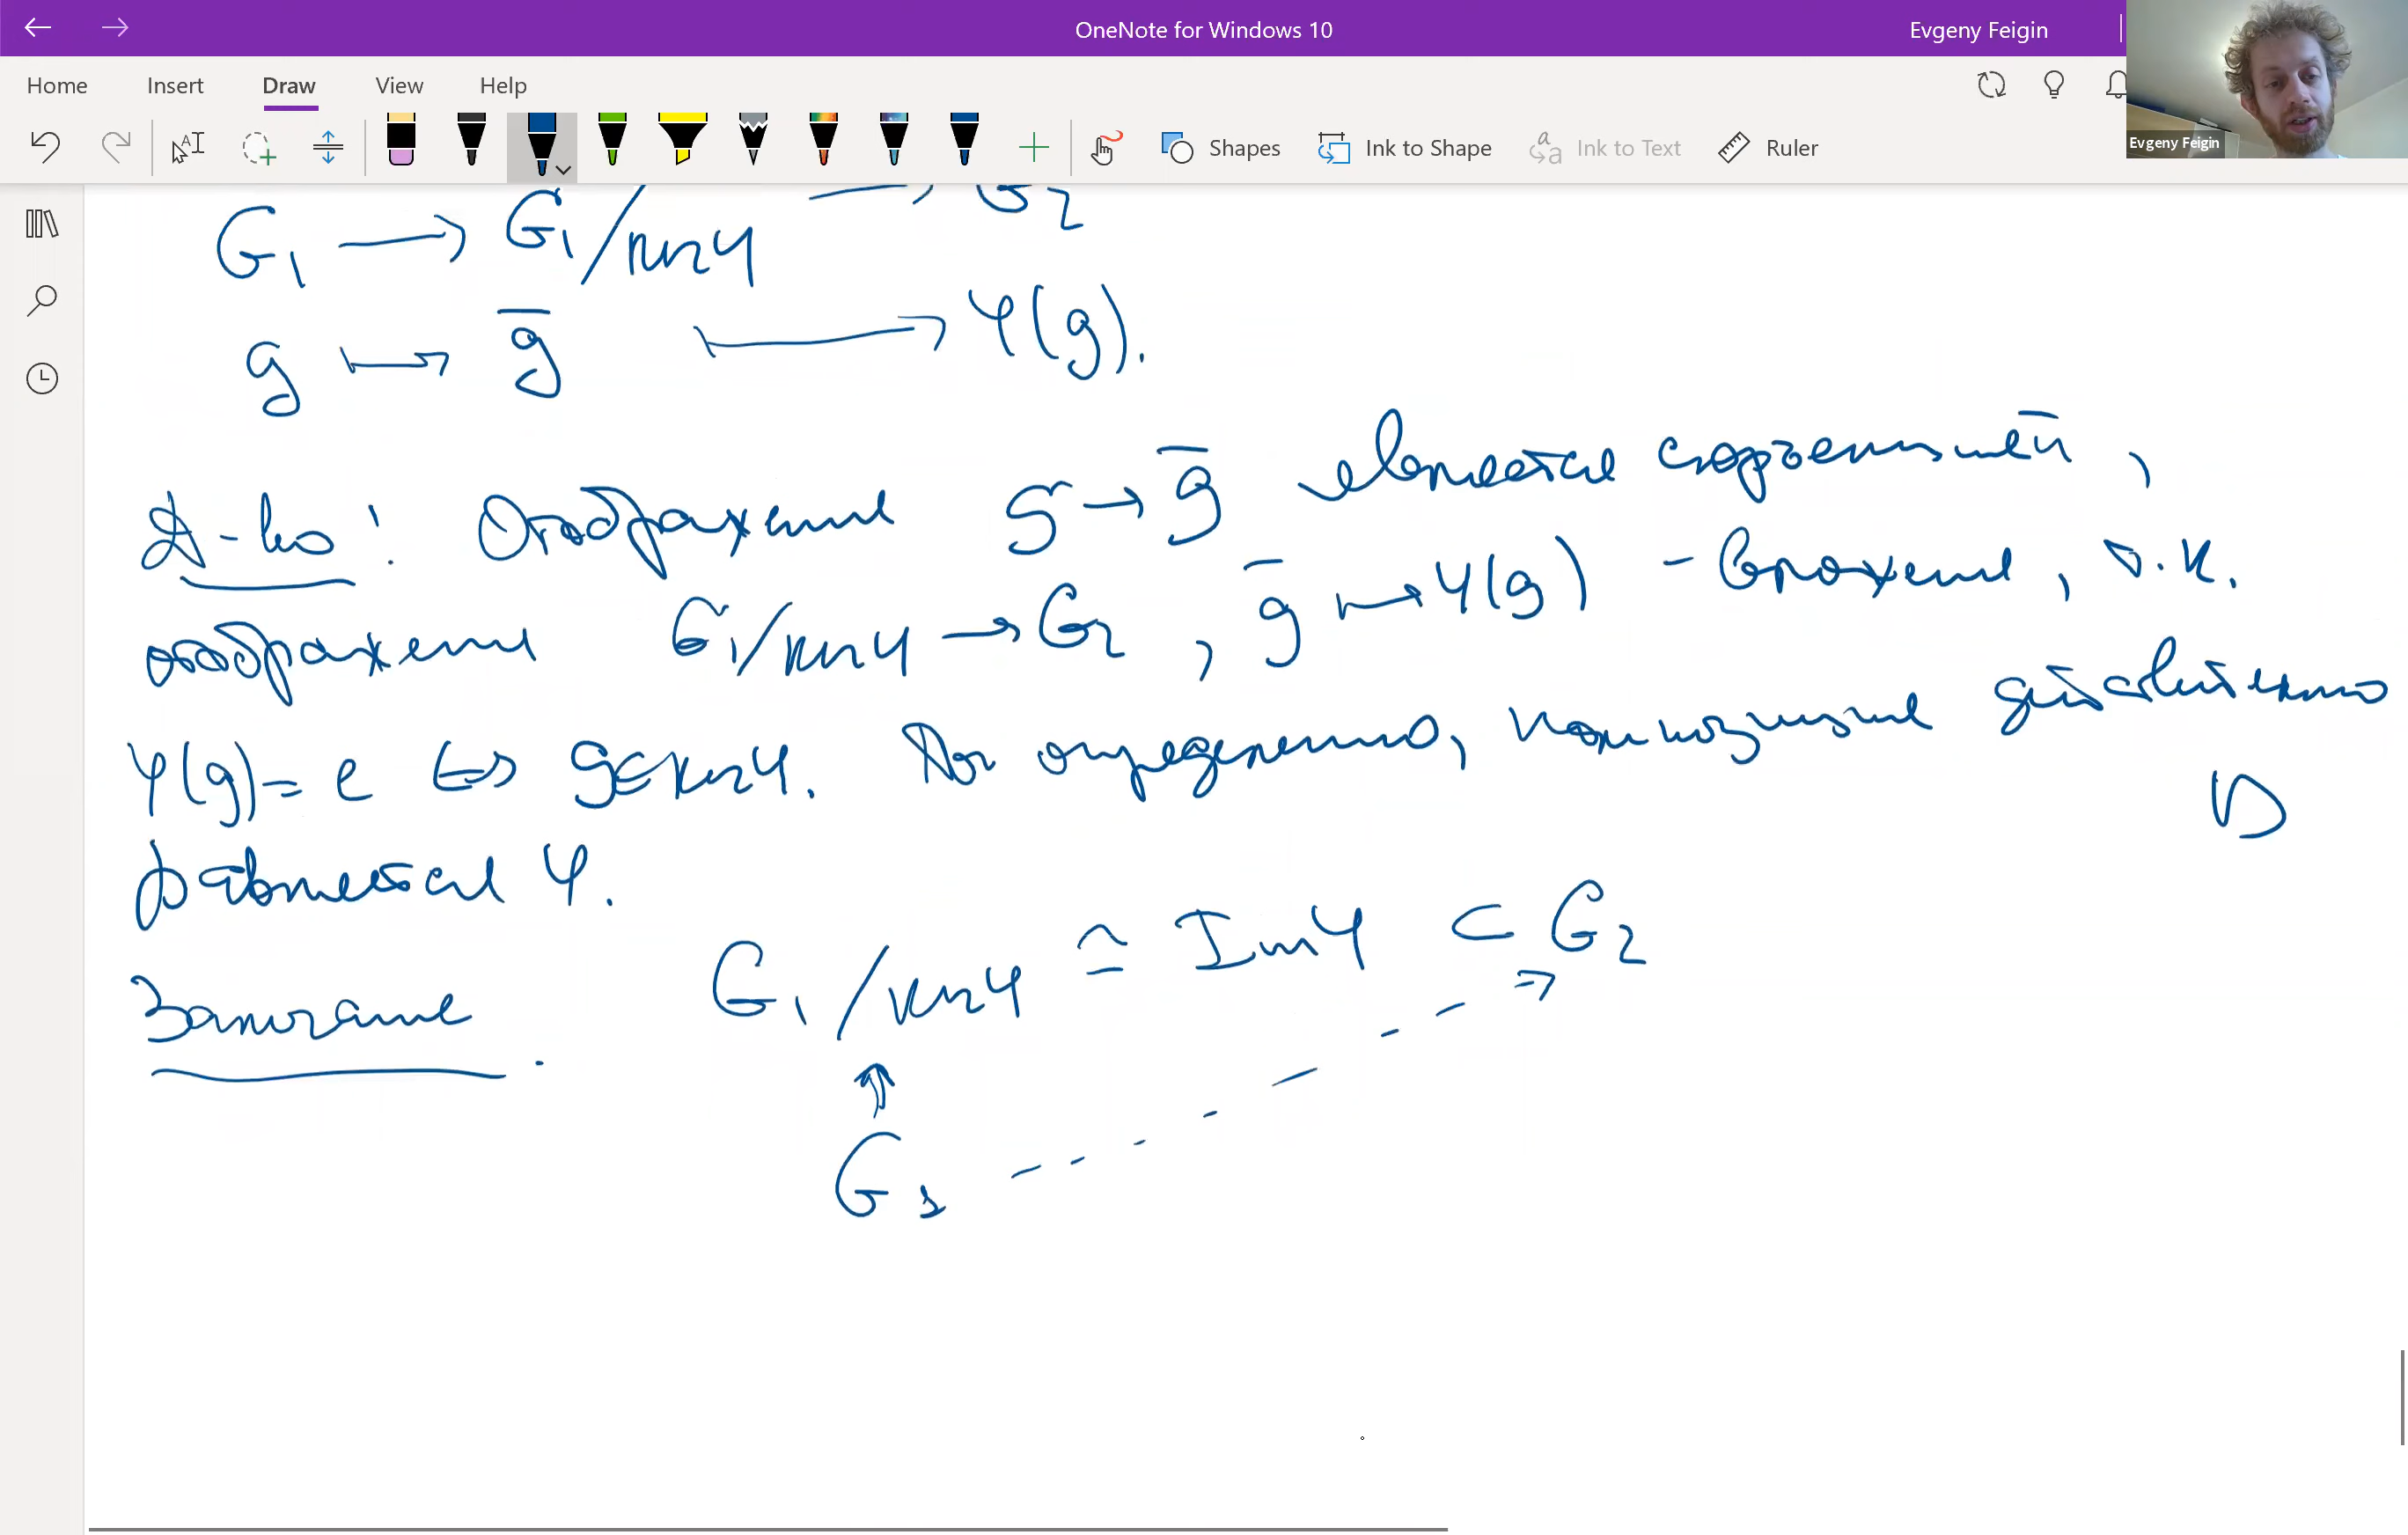 OneNote for Windows 10
Evgeny Feigin
Home Insert Draw View Help
Shapes Ink to Shape Ink to Text Ruler
Evgeny Feigin
G₁ → G₁/ker φ → G₂
g ↦ g̅ ↦ φ(g).
Д-во: Отображение g → g̅ является сюръекцией,
отображение G₁/ker φ → G₂, g̅ ↦ φ(g) - вложение, т.к.
φ(g) = e ⇔ g ∈ ker φ. По определению, композиция действительно
равняется φ.
Замечание. G₁/ker φ ≃ Im φ ⊂ G₂
G₁